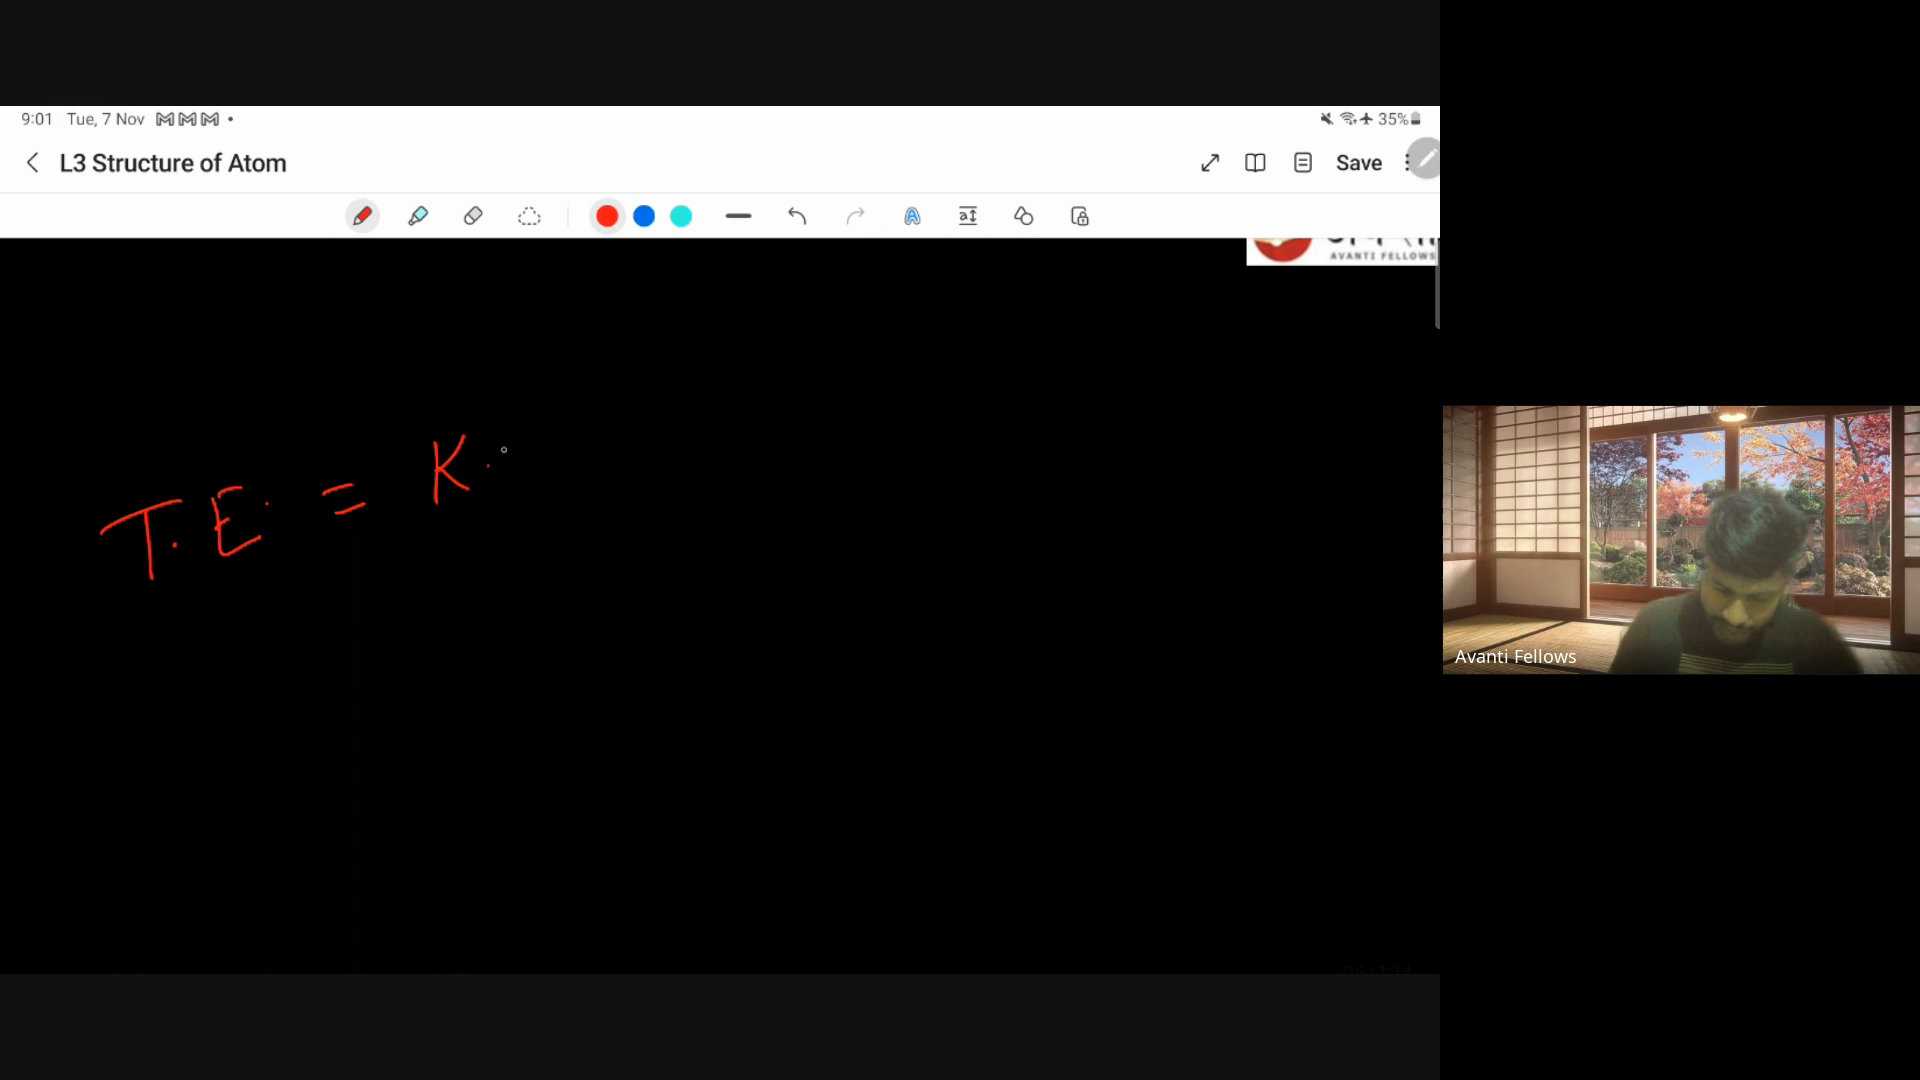 9:01 Tue, 7 Nov
35%
L3 Structure of Atom
Save
AVANTI FELLOWS
T.E. = K.
Avanti Fellows